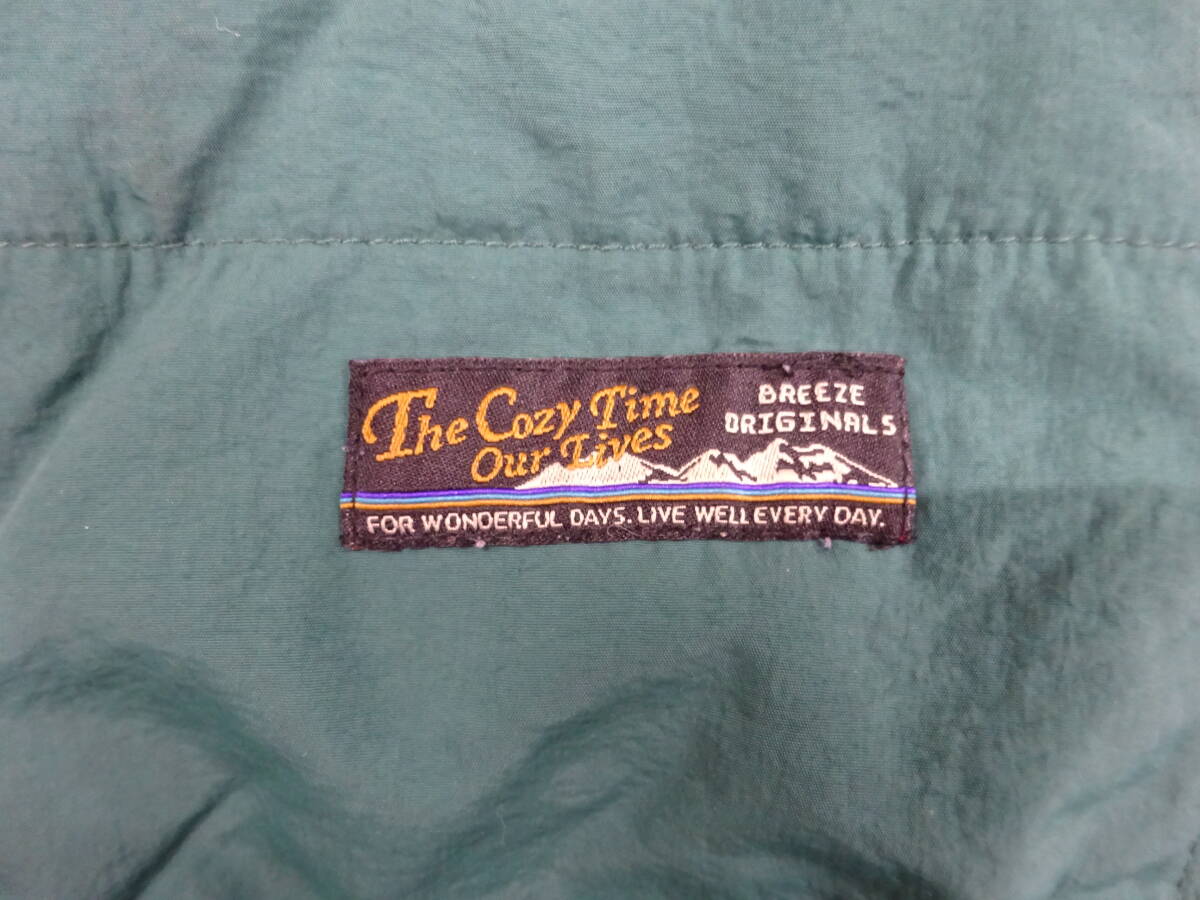 The Cozy Time
Our Lives
BREEZE
ORIGINALS
FOR WONDERFUL DAYS. LIVE WELL EVERY DAY.